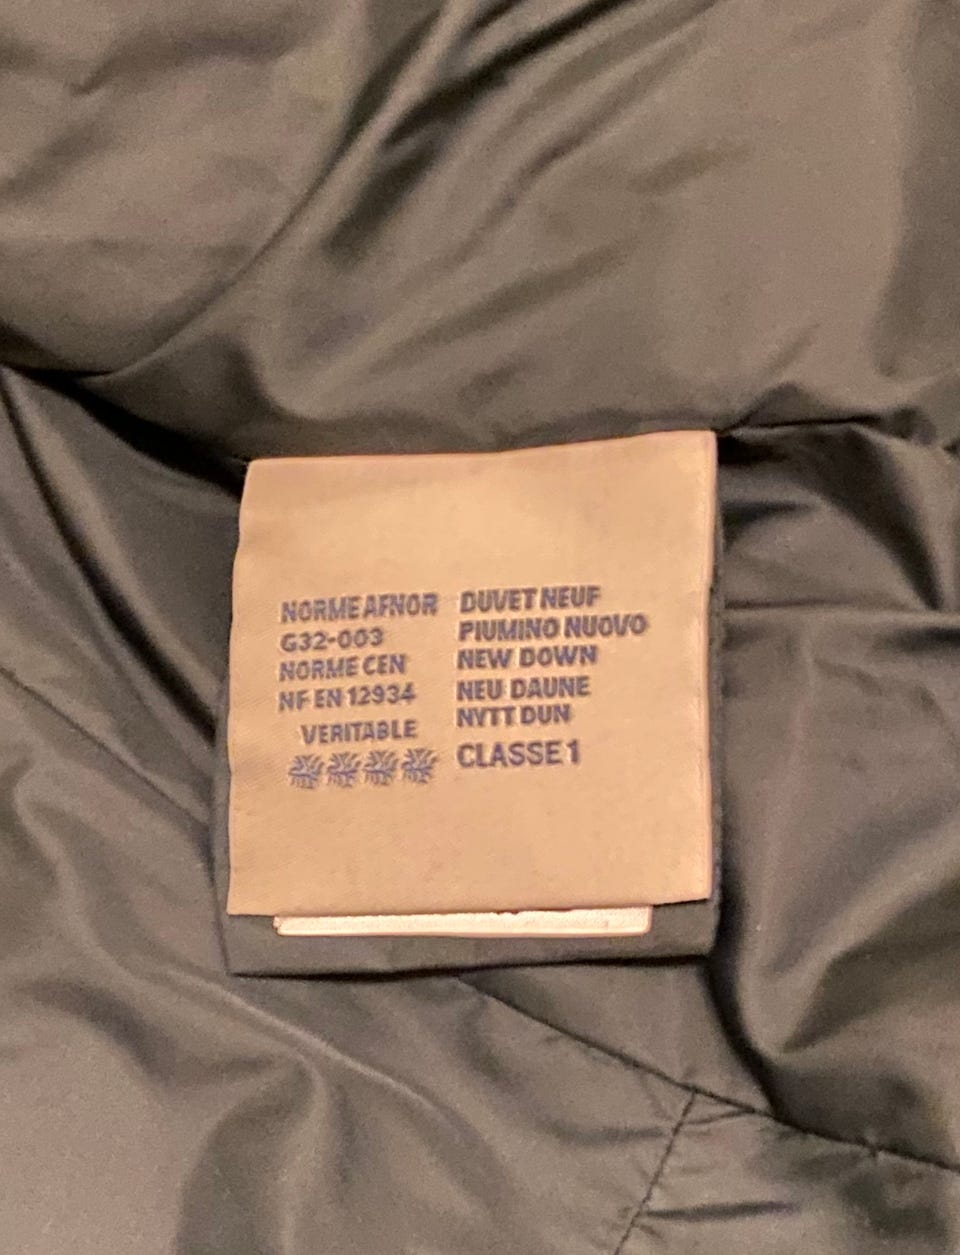 NORME AFNOR
G32-003
NORME CEN
NF EN 12934
VERITABLE
DUVET NEUF
PIUMINO NUOVO
NEW DOWN
NEU DAUNE
NYTT DUN
CLASSE 1